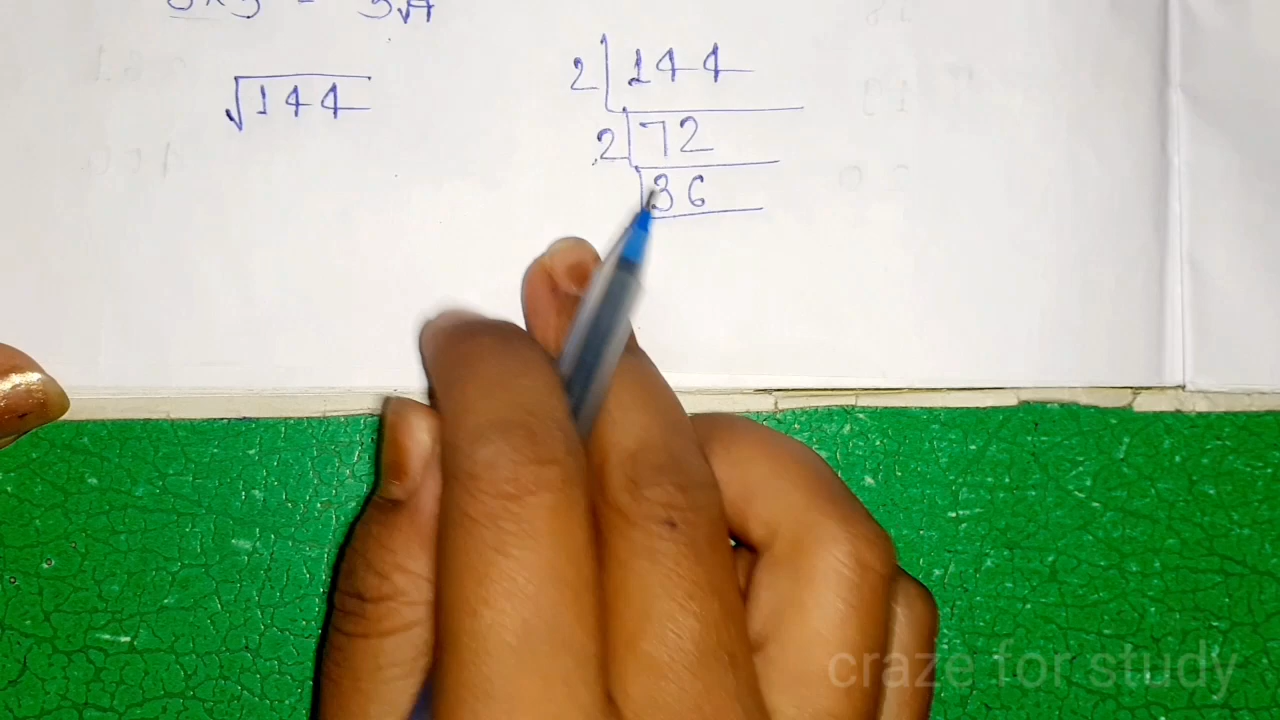 √144
2 | 144
2 | 72
36
craze for study